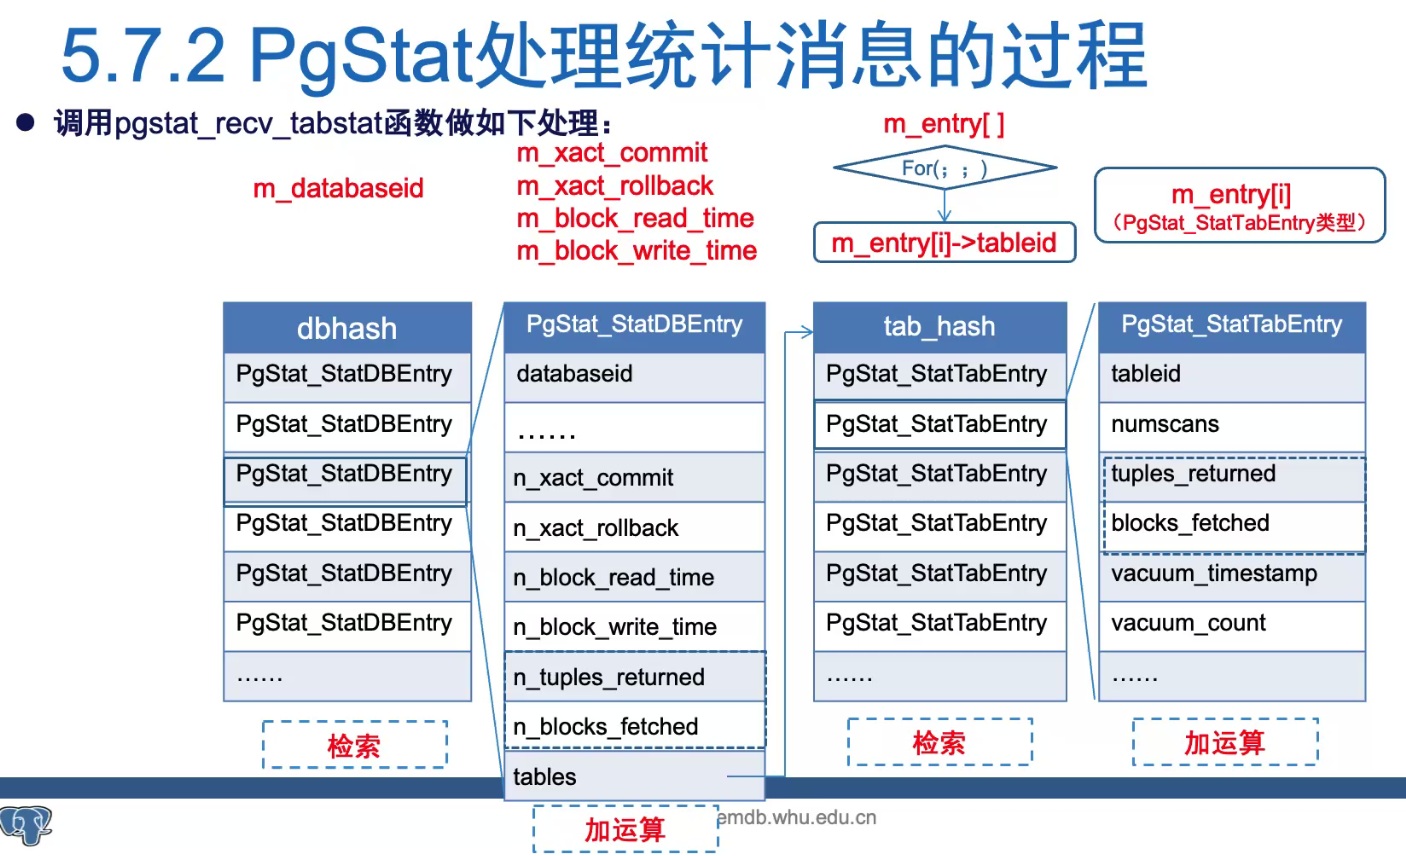 5.7.2 PgStat处理统计消息的过程
● 调用pgstat_recv_tabstat函数做如下处理：
m_databaseid
m_xact_commit
m_xact_rollback
m_block_read_time
m_block_write_time
m_entry[ ]
For(；；)
m_entry[i]->tableid
m_entry[i]
（PgStat_StatTabEntry类型）
dbhash
PgStat_StatDBEntry
PgStat_StatDBEntry
PgStat_StatDBEntry
PgStat_StatDBEntry
PgStat_StatDBEntry
PgStat_StatDBEntry
……
检索
PgStat_StatDBEntry
databaseid
……
n_xact_commit
n_xact_rollback
n_block_read_time
n_block_write_time
n_tuples_returned
n_blocks_fetched
tables
加运算
tab_hash
PgStat_StatTabEntry
PgStat_StatTabEntry
PgStat_StatTabEntry
PgStat_StatTabEntry
PgStat_StatTabEntry
PgStat_StatTabEntry
……
检索
PgStat_StatTabEntry
tableid
numscans
tuples_returned
blocks_fetched
vacuum_timestamp
vacuum_count
……
加运算
emdb.whu.edu.cn